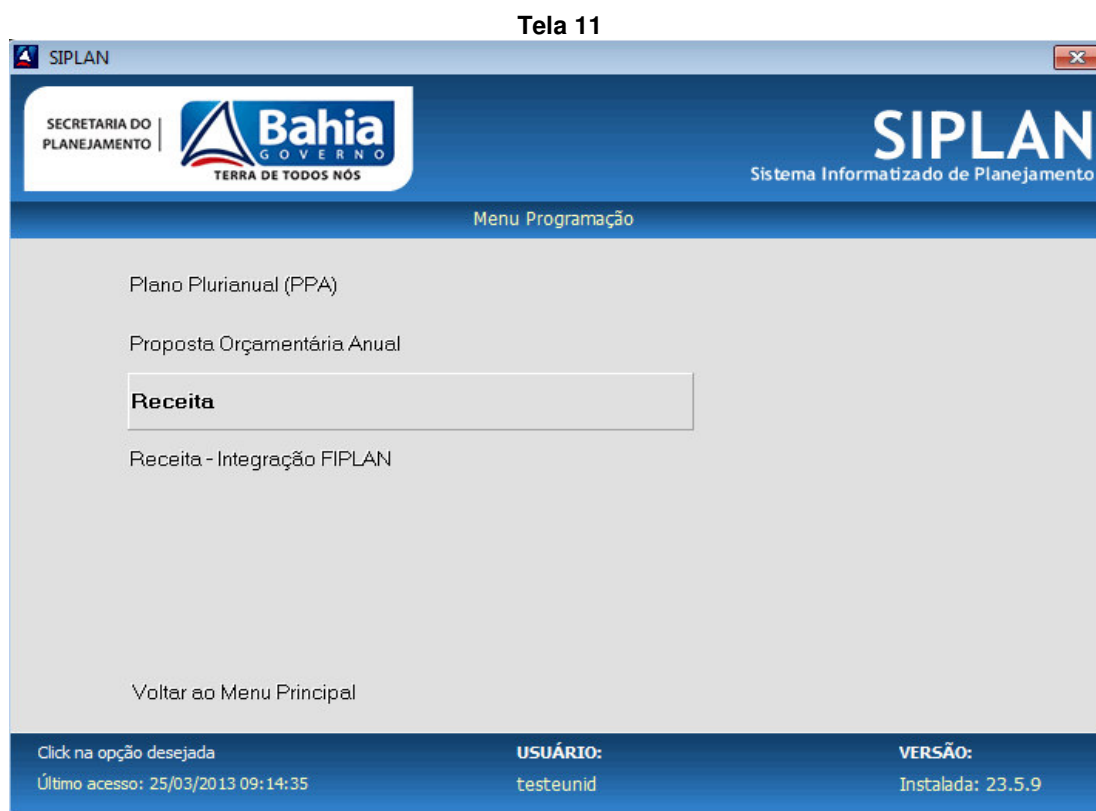 Tela 11
SIPLAN
SECRETARIA DO
PLANEJAMENTO
Bahia
GOVERNO
TERRA DE TODOS NÓS
SIPLAN
Sistema Informatizado de Planejamento
Menu Programação
Plano Plurianual (PPA)
Proposta Orçamentária Anual
Receita
Receita - Integração FIPLAN
Voltar ao Menu Principal
Click na opção desejada
USUÁRIO:
VERSÃO:
Último acesso: 25/03/2013 09:14:35
testeunid
Instalada: 23.5.9